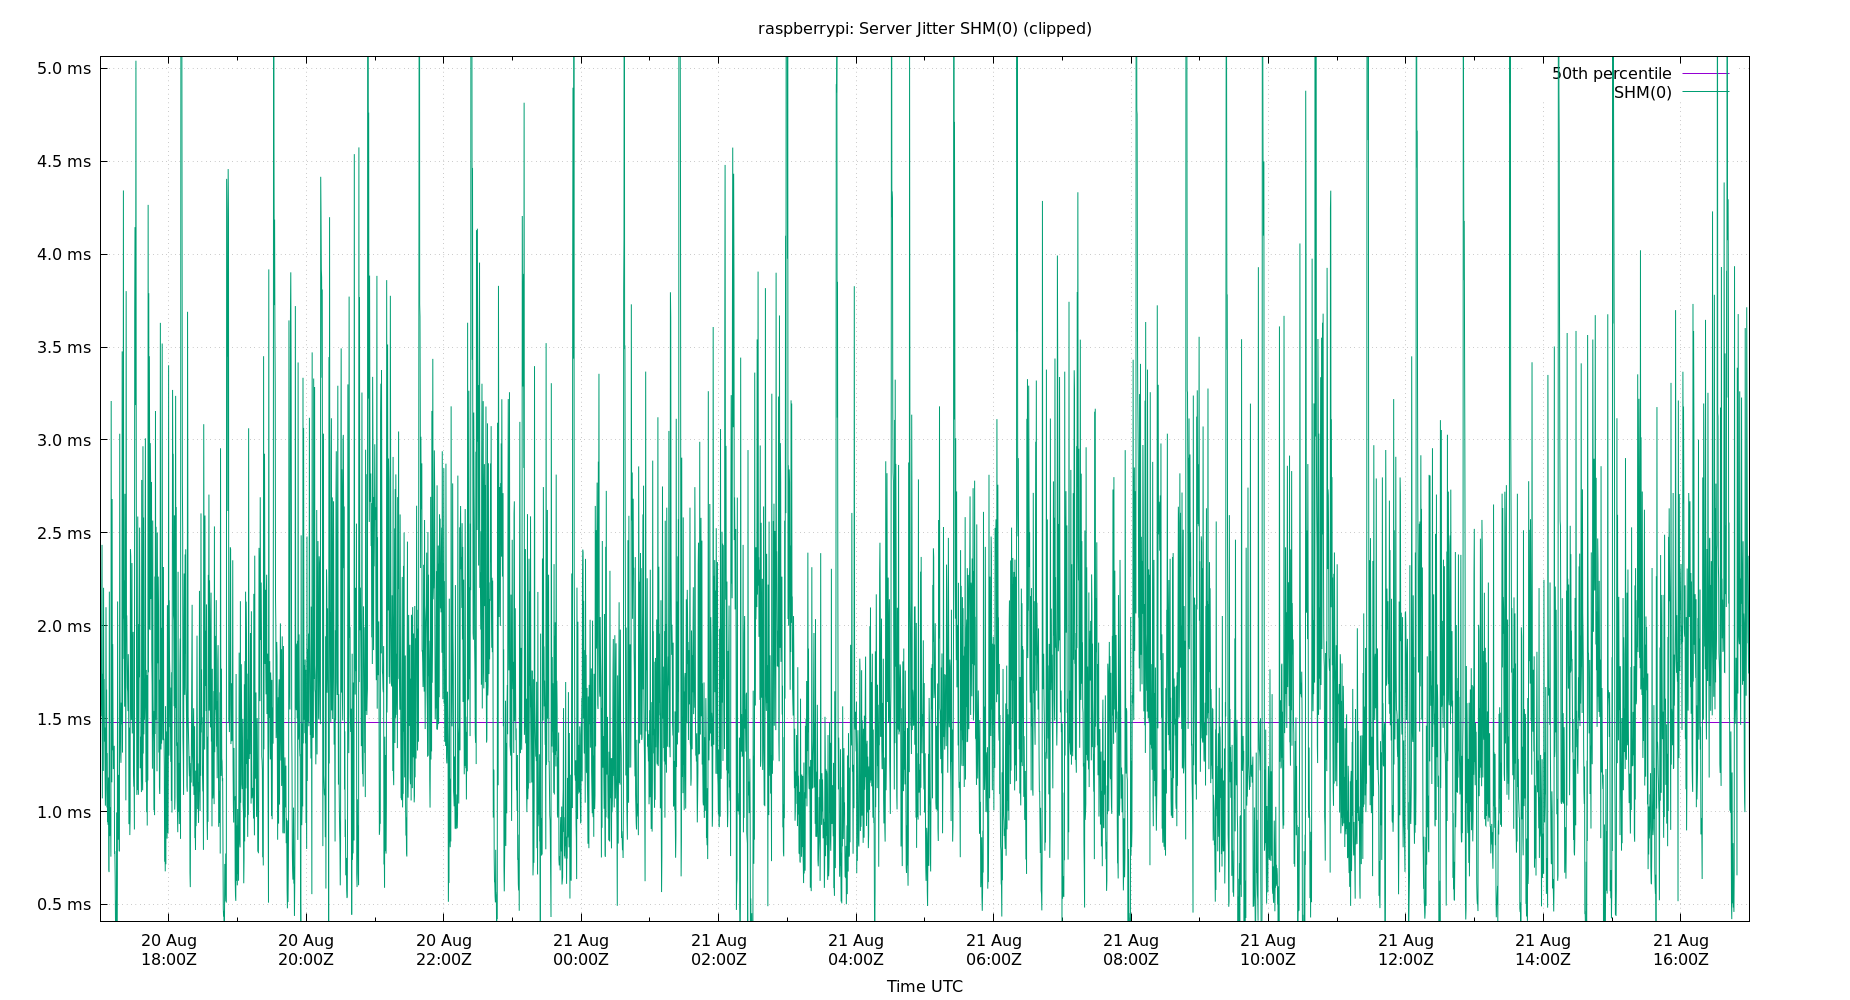 raspberrypi: Server Jitter SHM(0) (clipped)
5.0 ms
4.5 ms
4.0 ms
3.5 ms
3.0 ms
2.5 ms
2.0 ms
1.5 ms
1.0 ms
0.5 ms
50th percentile
SHM(0)
20 Aug 20 Aug 20 Aug 21 Aug 21 Aug 21 Aug 21 Aug 21 Aug 21 Aug 21 Aug 21 Aug 21 Aug
18:00Z 20:00Z 22:00Z 00:00Z 02:00Z 04:00Z 06:00Z 08:00Z 10:00Z 12:00Z 14:00Z 16:00Z
Time UTC